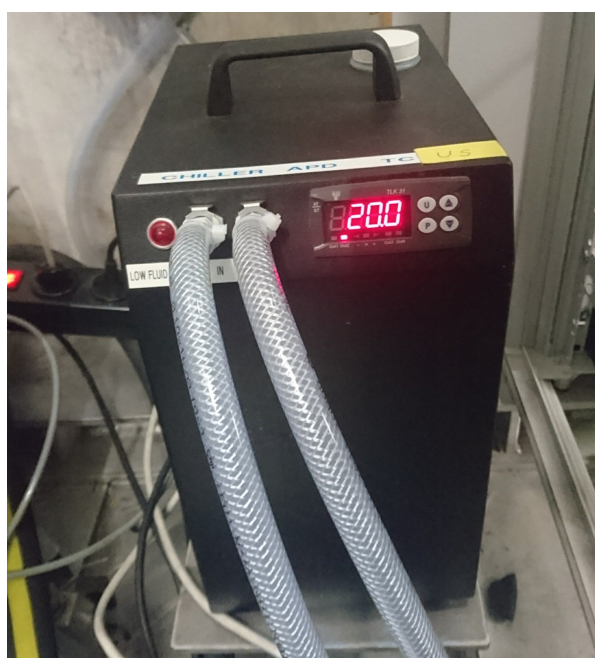 CHILLER APD TC
US
TLK 31
20.0
U
P
LOW FLUID
IN